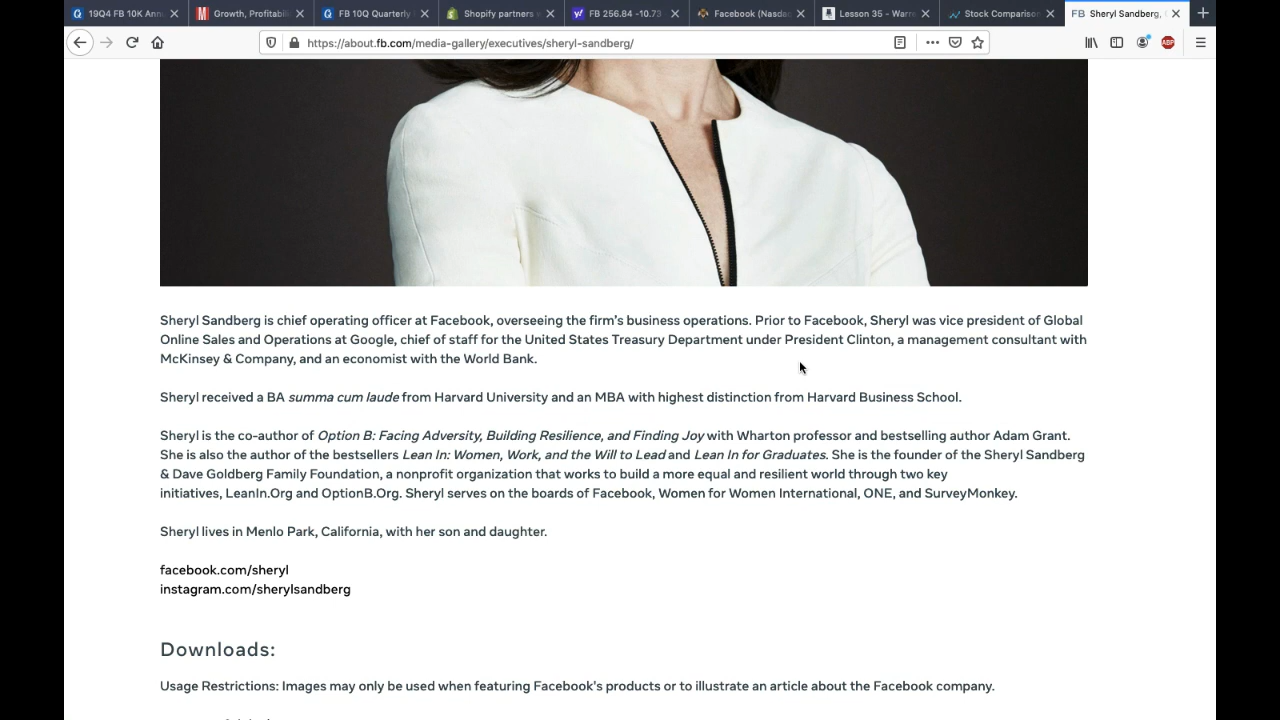 19Q4 FB 10K Ann
Growth, Profitabil
FB 10Q Quarterly
Shopify partners
FB 256.84 -10.73
Facebook (Nasda
Lesson 35 - Warre
Stock Comparison
FB Sheryl Sandberg,
https://about.fb.com/media-gallery/executives/sheryl-sandberg/
ABP
Sheryl Sandberg is chief operating officer at Facebook, overseeing the firm's business operations. Prior to Facebook, Sheryl was vice president of Global
Online Sales and Operations at Google, chief of staff for the United States Treasury Department under President Clinton, a management consultant with
McKinsey & Company, and an economist with the World Bank.
Sheryl received a BA summa cum laude from Harvard University and an MBA with highest distinction from Harvard Business School.
Sheryl is the co-author of Option B: Facing Adversity, Building Resilience, and Finding Joy with Wharton professor and bestselling author Adam Grant.
She is also the author of the bestsellers Lean In: Women, Work, and the Will to Lead and Lean In for Graduates. She is the founder of the Sheryl Sandberg
& Dave Goldberg Family Foundation, a nonprofit organization that works to build a more equal and resilient world through two key
initiatives, LeanIn.Org and OptionB.Org. Sheryl serves on the boards of Facebook, Women for Women International, ONE, and SurveyMonkey.
Sheryl lives in Menlo Park, California, with her son and daughter.
facebook.com/sheryl
instagram.com/sherylsandberg
Downloads:
Usage Restrictions: Images may only be used when featuring Facebook's products or to illustrate an article about the Facebook company.